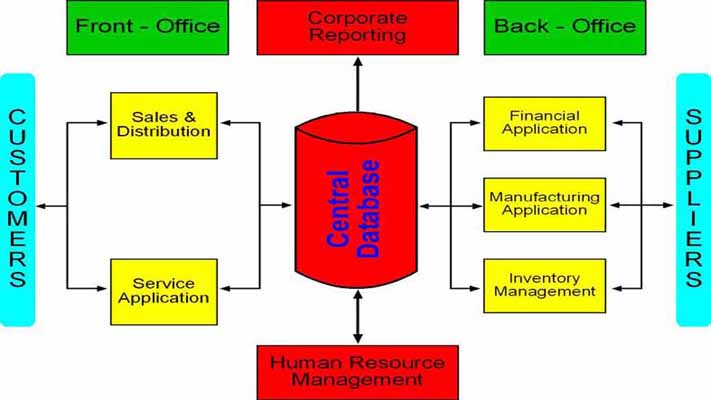 Front - Office
Corporate
Reporting
Back - Office
CUSTOMERS
Sales &
Distribution
Service
Application
Central
Database
Financial
Application
Manufacturing
Application
Inventory
Management
SUPPLIERS
Human Resource
Management